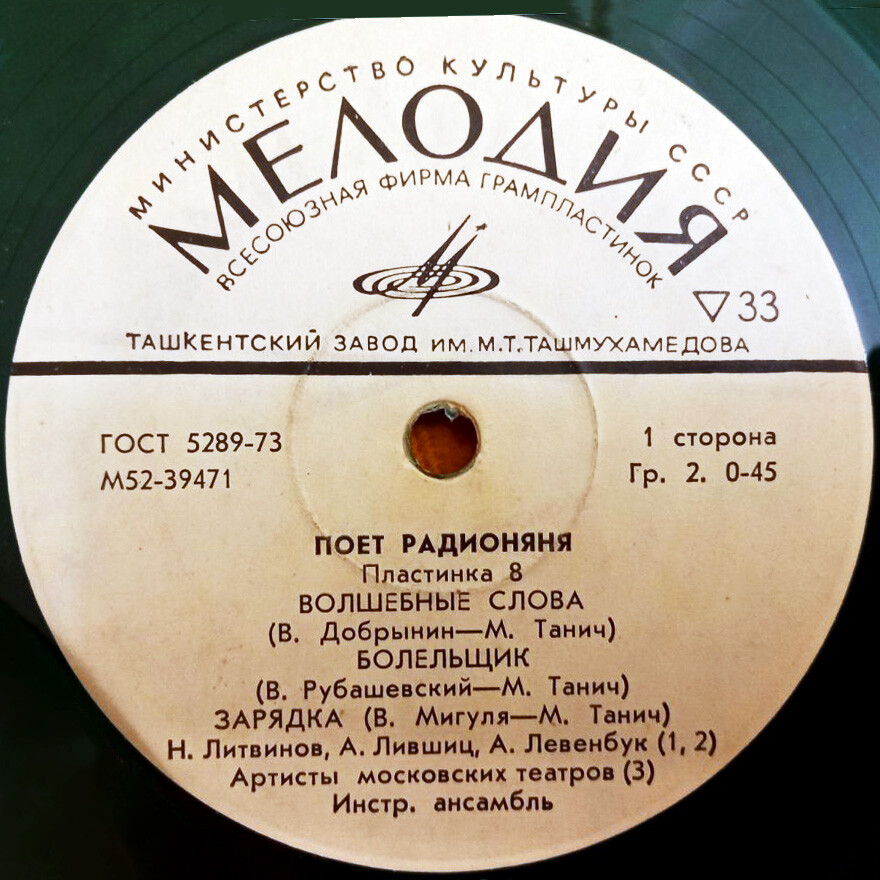 МИНИСТЕРСТВО КУЛЬТУРЫ СССР
МЕЛОДИЯ
ВСЕСОЮЗНАЯ ФИРМА ГРАМПЛАСТИНОК
▽33
ТАШКЕНТСКИЙ ЗАВОД ИМ. М.Т.ТАШМУХАМЕДОВА
ГОСТ 5289-73
М52-39471
1 сторона
Гр. 2. 0-45
ПОЕТ РАДИОНЯНЯ
Пластинка 8
ВОЛШЕБНЫЕ СЛОВА
(В. Добрынин—М. Танич)
БОЛЕЛЬЩИК
(В. Рубашевский—М. Танич)
ЗАРЯДКА (В. Мигуля—М. Танич)
Н. Литвинов, А. Лившиц, А. Левенбук (1, 2)
Артисты московских театров (3)
Инстр. ансамбль